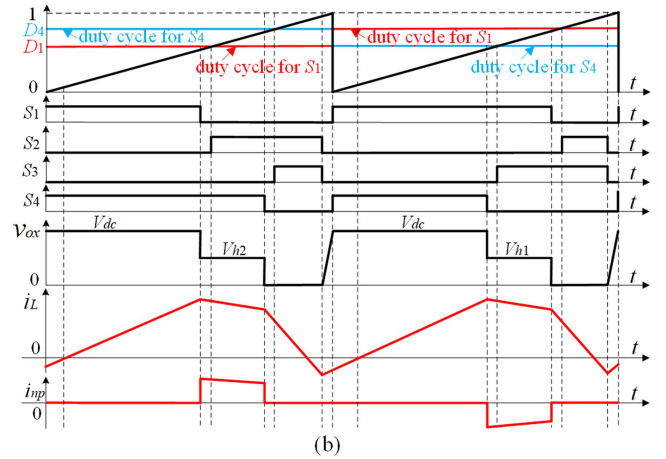 1
D4
duty cycle for S4
duty cycle for S1
D1
duty cycle for S1
duty cycle for S4
0
t
t
S1
t
S2
t
S3
t
S4
t
vox
Vdc
Vh2
Vdc
Vh1
0
t
iL
0
t
inp
0
t
(b)